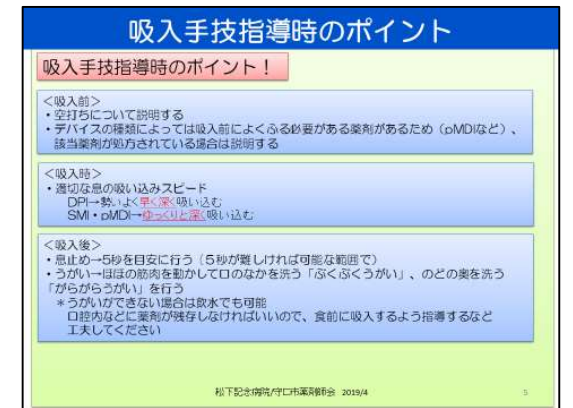 吸入手技指導時のポイント
吸入手技指導時のポイント！
＜吸入前＞
・空打ちについて説明する
・デバイスの種類によっては吸入前によくふる必要がある薬剤があるため（pMDIなど）、
該当薬剤が処方されている場合は説明する
＜吸入時＞
・適切な息の吸い込みスピード
DPI→勢いよく早く深く吸い込む
SMI・pMDI→ゆっくりと深く吸い込む
＜吸入後＞
・息止め→5秒を目安に行う（5秒が難しければ可能な範囲で）
・うがい→ほほの筋肉を動かして口のなかを洗う「ぶくぶくうがい」、のどの奥を洗う
「がらがらうがい」を行う
＊うがいができない場合は飲水でも可能
口腔内などに薬剤が残存しなければいいので、食前に吸入するよう指導するなど
工夫してください
松下記念病院/守口市薬剤師会 2019/4
5